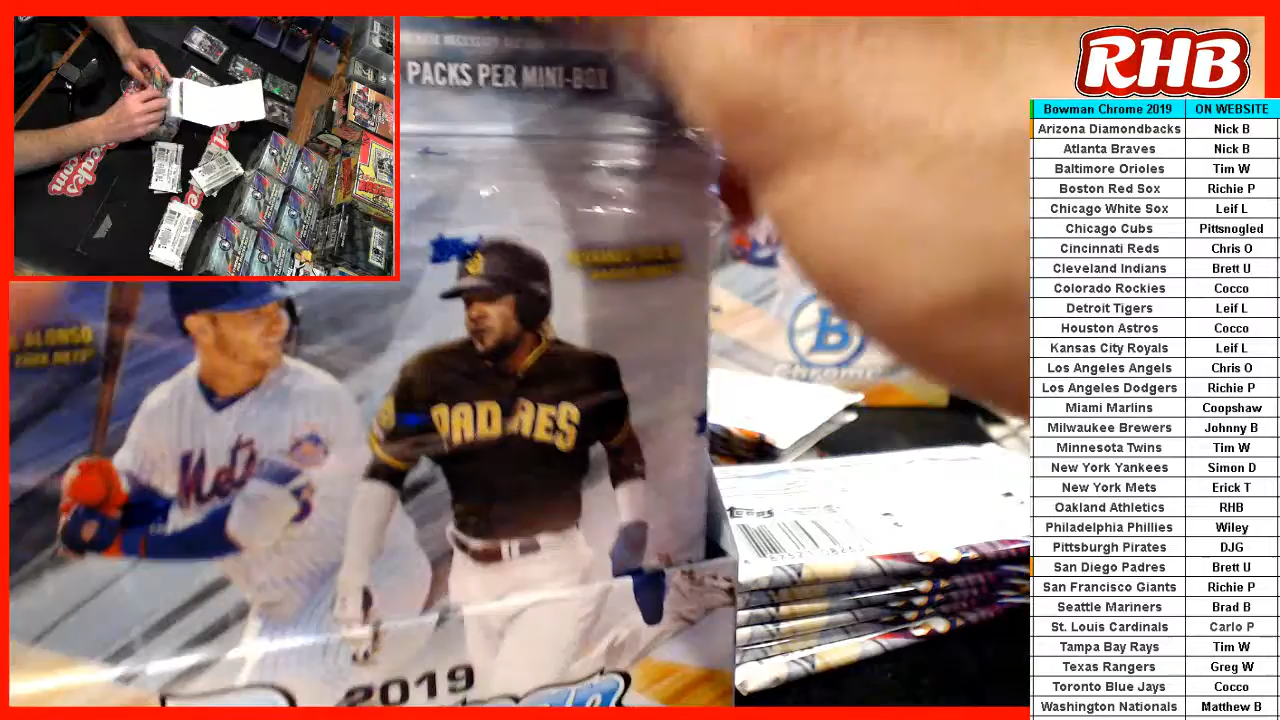 PACKS PER MINI-BOX
ALONSO
PADRES
Mets
B
Chrome
2019
topps
RHB
Bowman Chrome 2019 ON WEBSITE
Arizona Diamondbacks Nick B
Atlanta Braves Nick B
Baltimore Orioles Tim W
Boston Red Sox Richie P
Chicago White Sox Leif L
Chicago Cubs Pittsnogled
Cincinnati Reds Chris O
Cleveland Indians Brett U
Colorado Rockies Cocco
Detroit Tigers Leif L
Houston Astros Cocco
Kansas City Royals Leif L
Los Angeles Angels Chris O
Los Angeles Dodgers Richie P
Miami Marlins Coopshaw
Milwaukee Brewers Johnny B
Minnesota Twins Tim W
New York Yankees Simon D
New York Mets Erick T
Oakland Athletics RHB
Philadelphia Phillies Wiley
Pittsburgh Pirates DJG
San Diego Padres Brett U
San Francisco Giants Richie P
Seattle Mariners Brad B
St. Louis Cardinals Carlo P
Tampa Bay Rays Tim W
Texas Rangers Greg W
Toronto Blue Jays Cocco
Washington Nationals Matthew B